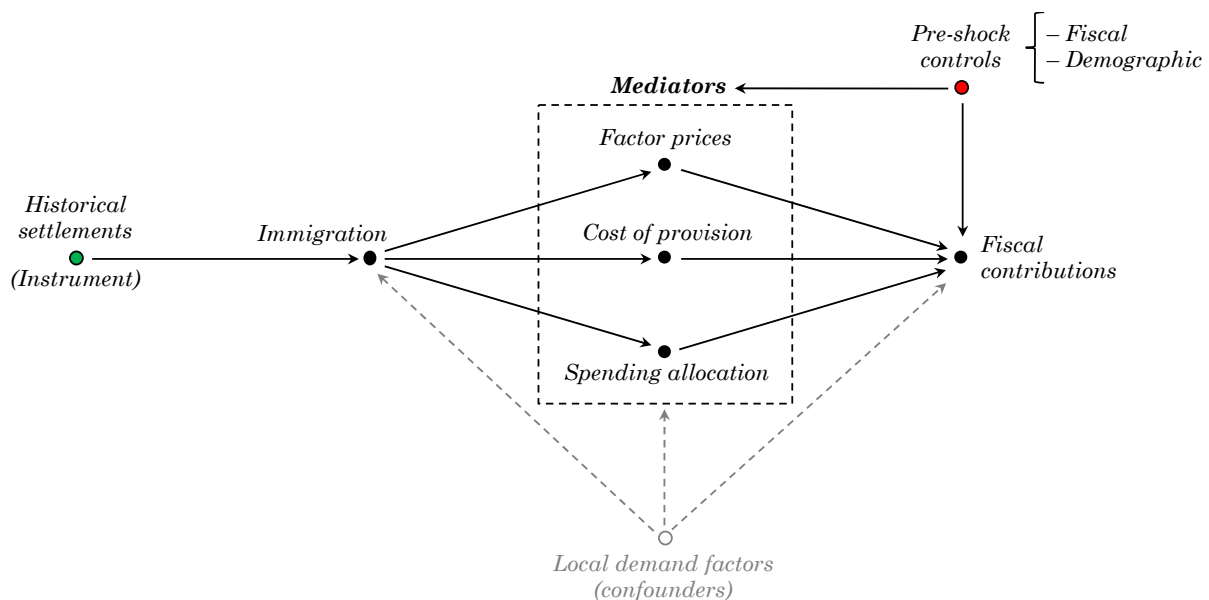 Pre-shock
controls
– Fiscal
– Demographic
Mediators
Factor prices
Historical
settlements
(Instrument)
Immigration
Cost of provision
Fiscal
contributions
Spending allocation
Local demand factors
(confounders)